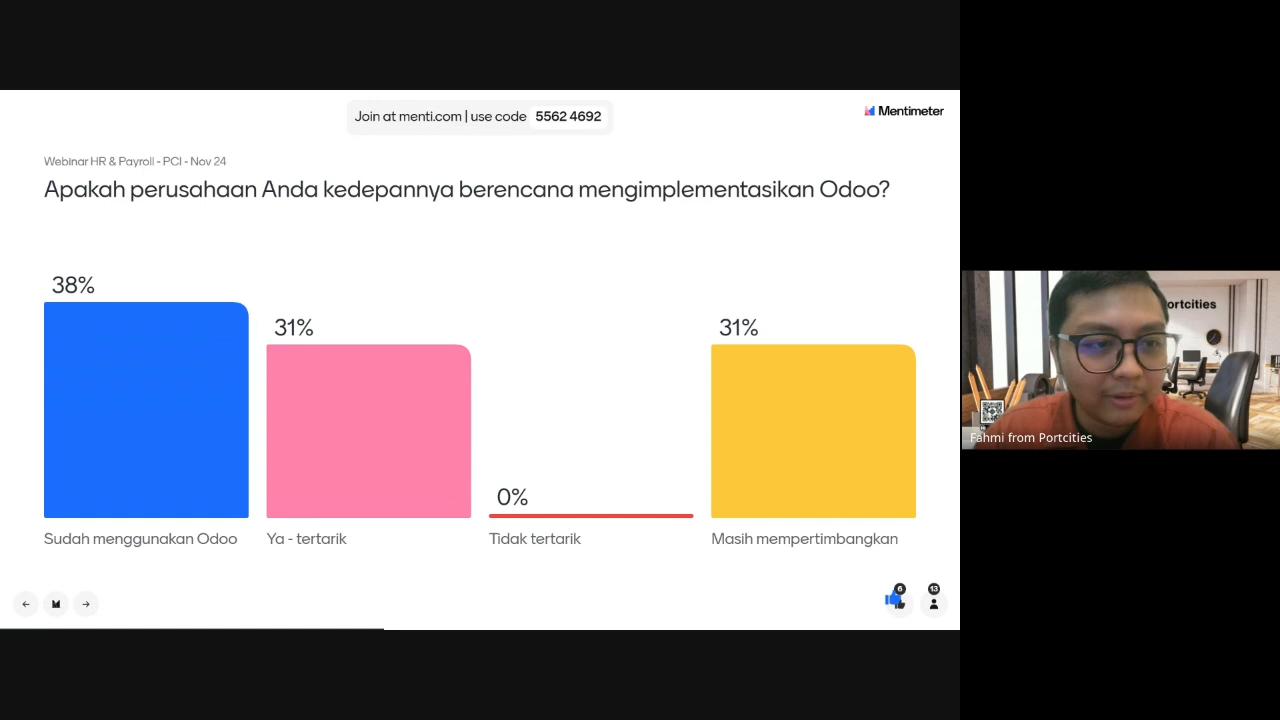 Join at menti.com | use code 5562 4692
Mentimeter
Webinar HR & Payroll - PCI - Nov 24
Apakah perusahaan Anda kedepannya berencana mengimplementasikan Odoo?
38%
31%
0%
31%
Sudah menggunakan Odoo
Ya - tertarik
Tidak tertarik
Masih mempertimbangkan
6
13
ortcities
Fahmi from Portcities